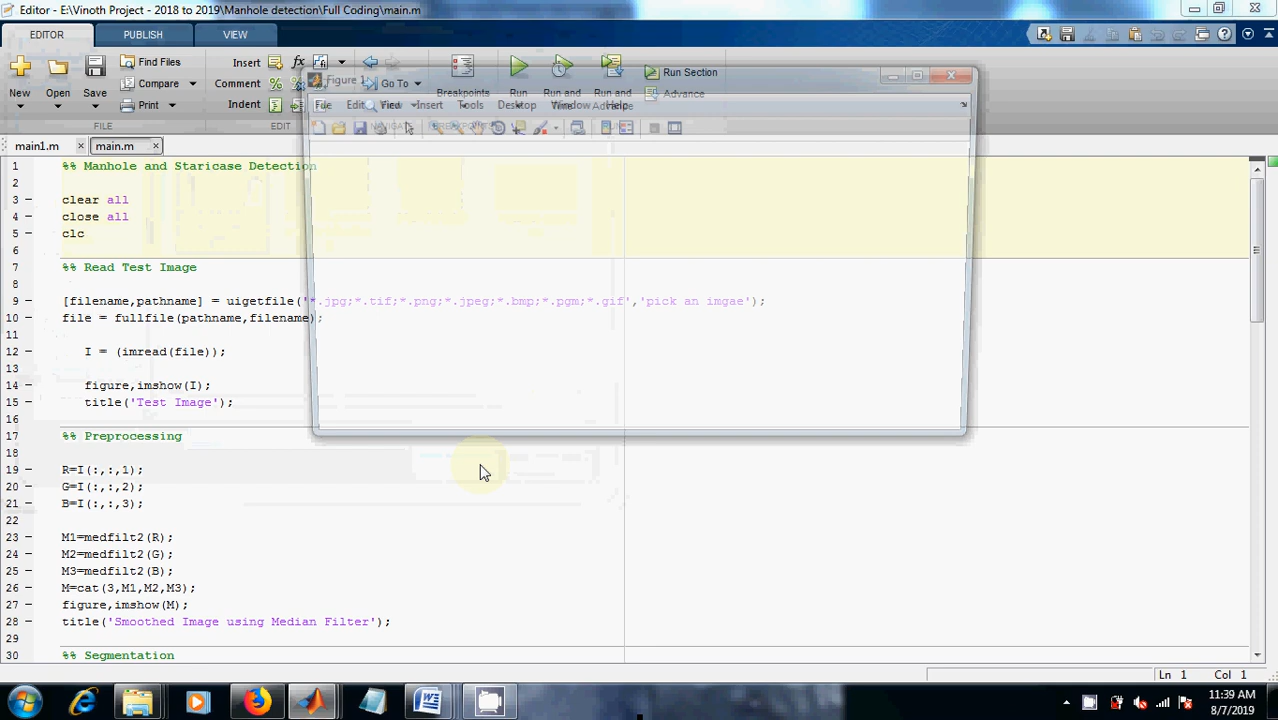 Editor - E:\Vinoth Project - 2018 to 2019\Manhole detection\Full Coding\main.m
EDITOR PUBLISH VIEW
New Open Save Find Files Compare Print FILE
Insert Comment Indent EDIT
Go To NAVIGATE
Breakpoints BREAKPOINTS
Run Run and Time Run and Advance Run Section Advance
Figure 1
File Edit View Insert Tools Desktop Window Help
main1.m main.m
1 %% Manhole and Staricase Detection
2
3 clear all
4 close all
5 clc
6
7 %% Read Test Image
8
9 [filename,pathname] = uigetfile('*.jpg;*.tif;*.png;*.jpeg;*.bmp;*.pgm;*.gif','pick an imgae');
10 file = fullfile(pathname,filename);
11
12 I = (imread(file));
13
14 figure,imshow(I);
15 title('Test Image');
16
17 %% Preprocessing
18
19 R=I(:,:,1);
20 G=I(:,:,2);
21 B=I(:,:,3);
22
23 M1=medfilt2(R);
24 M2=medfilt2(G);
25 M3=medfilt2(B);
26 M=cat(3,M1,M2,M3);
27 figure,imshow(M);
28 title('Smoothed Image using Median Filter');
29
30 %% Segmentation
Ln 1 Col 1
11:39 AM
8/7/2019